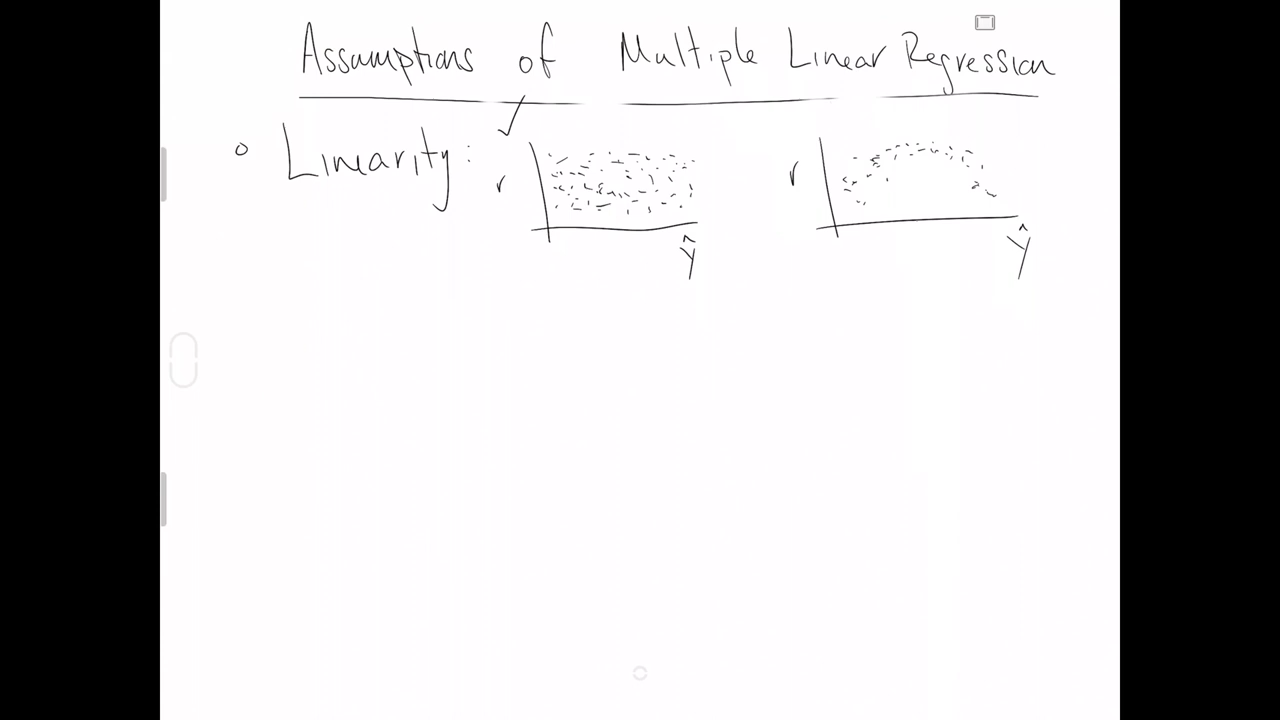 Assumptions of Multiple Linear Regression
o Linearity: ✓
r r
Ŷ Ŷ